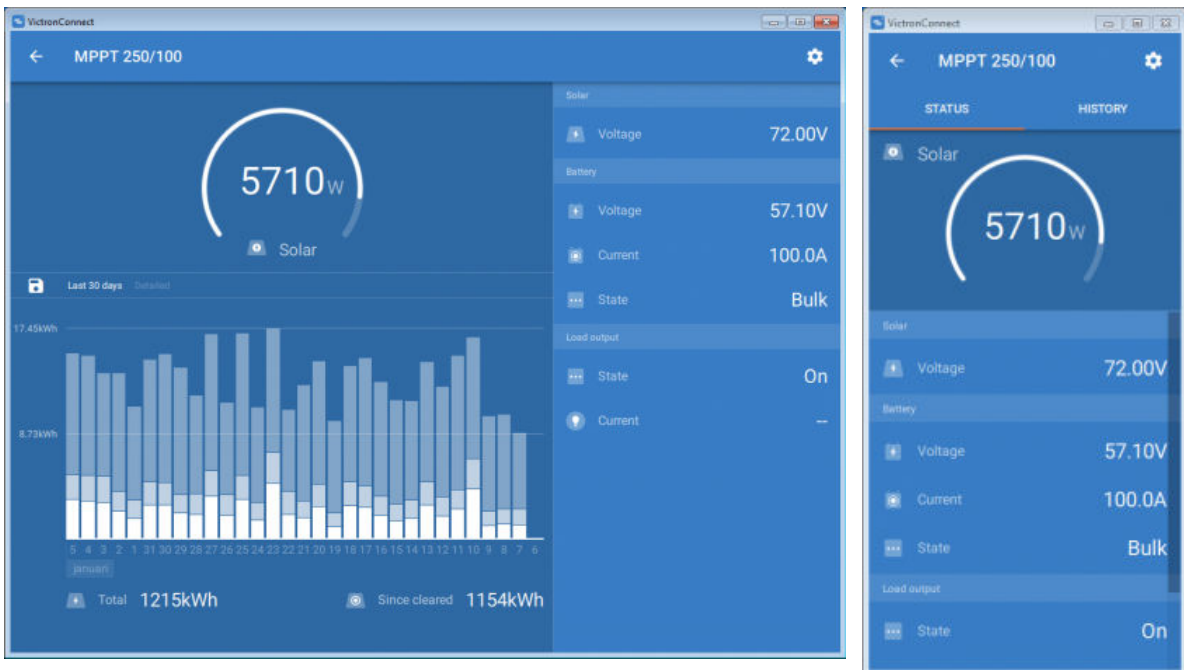 VictronConnect
MPPT 250/100
5710W
Solar
Last 30 days Detailed
17.45kWh
8.73kWh
5 4 3 2 1 31 30 29 28 27 26 25 24 23 22 21 20 19 18 17 16 15 14 13 12 11 10 9 8 7 6
januari
Total 1215kWh Since cleared 1154kWh
Solar
Voltage 72.00V
Battery
Voltage 57.10V
Current 100.0A
State Bulk
Load output
State On
Current --
VictronConnect
MPPT 250/100
STATUS HISTORY
Solar
5710W
Solar
Voltage 72.00V
Battery
Voltage 57.10V
Current 100.0A
State Bulk
Load output
State On